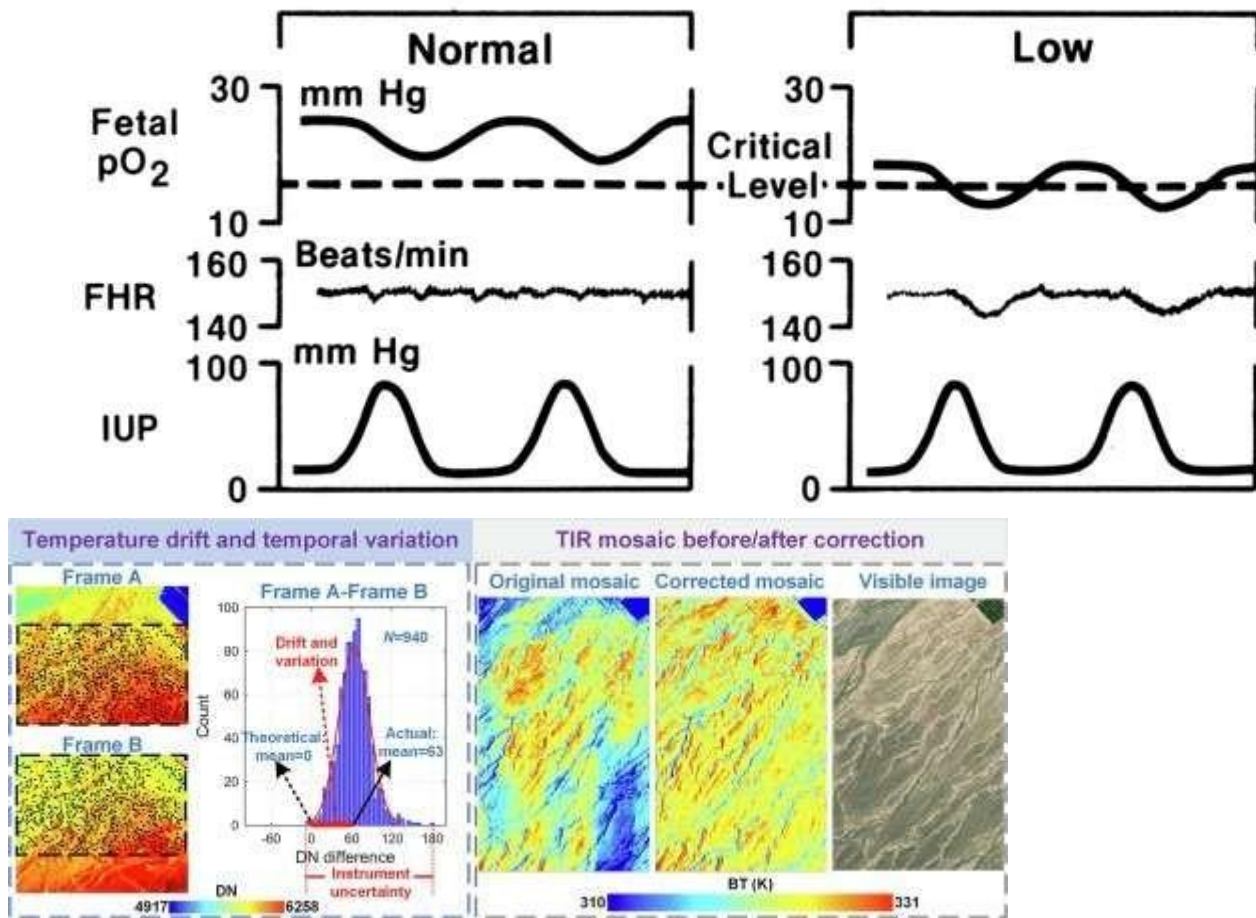 Normal
Low
Fetal pO₂
30
mm Hg
10
30
Critical Level
10
FHR
160
Beats/min
140
160
140
IUP
100
mm Hg
0
100
0
Temperature drift and temporal variation
TIR mosaic before/after correction
Frame A
Frame B
DN
4917
6258
Frame A-Frame B
Count
100
80
60
40
20
0
N=940
Drift and variation
Theoretical mean=0
Actual: mean=63
-60
0
60
120
180
DN difference
Instrument uncertainty
Original mosaic
Corrected mosaic
Visible image
BT (K)
310
331